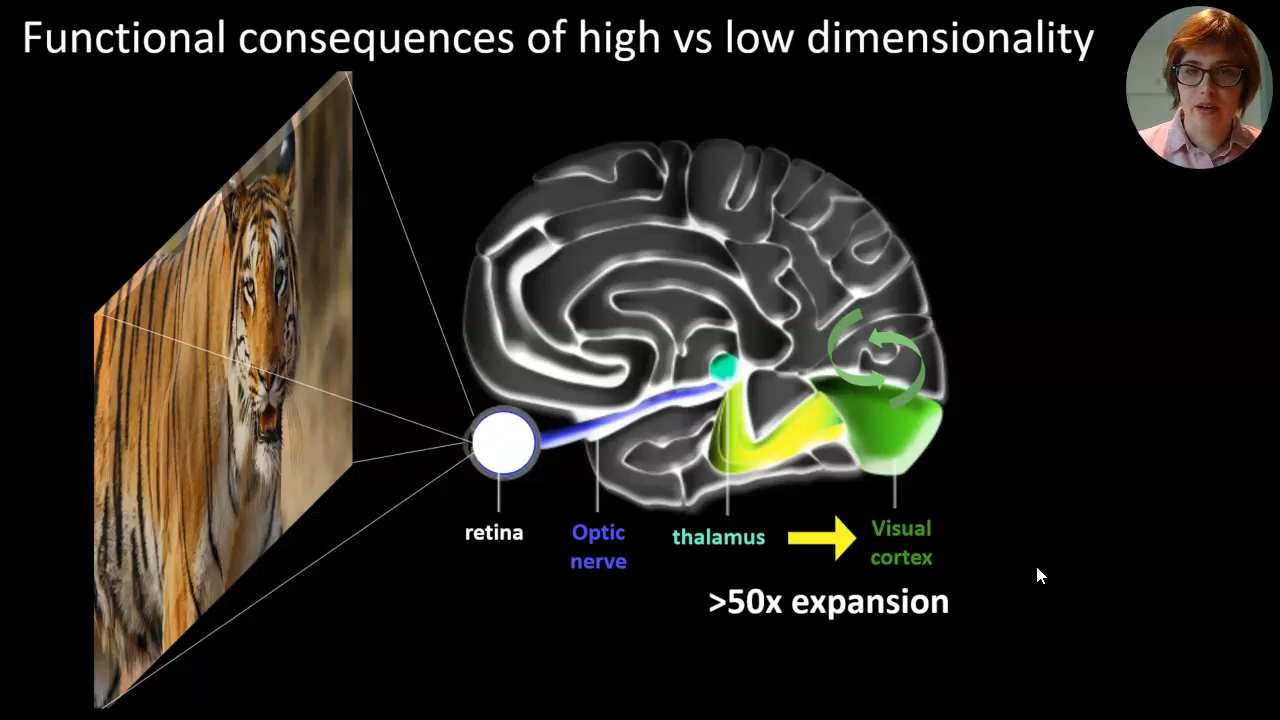 Functional consequences of high vs low dimensionality
retina
Optic
nerve
thalamus
Visual
cortex
>50x expansion